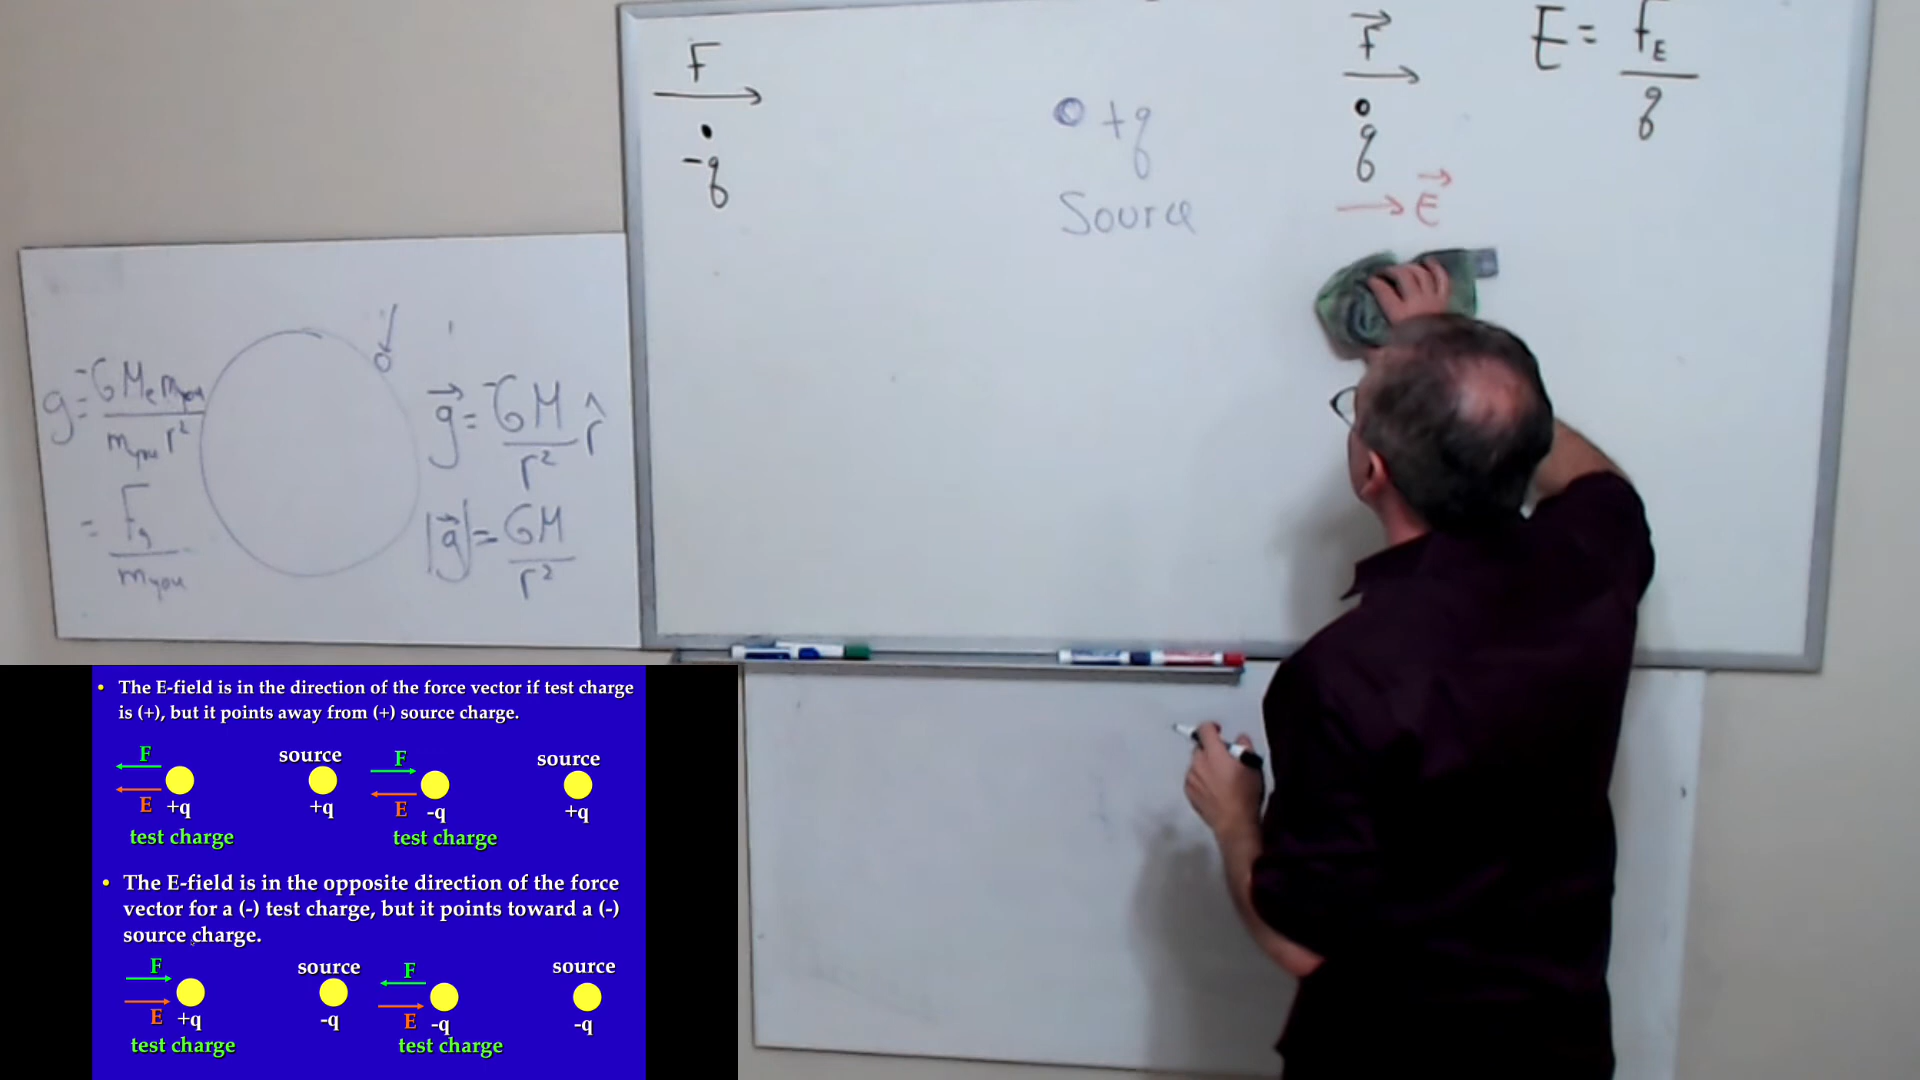 F
-q
+q
Source
F
q
E
E = F_E / q
g = -G M_e m_you / m_you r²
= F_g / m_you
g = -G M / r² r̂
|g| = G M / r²
• The E-field is in the direction of the force vector if test charge
is (+), but it points away from (+) source charge.
F
E
+q
test charge
source
+q
F
E
-q
test charge
source
+q
• The E-field is in the opposite direction of the force
vector for a (-) test charge, but it points toward a (-)
source charge.
F
E
+q
test charge
source
-q
F
E
-q
test charge
source
-q